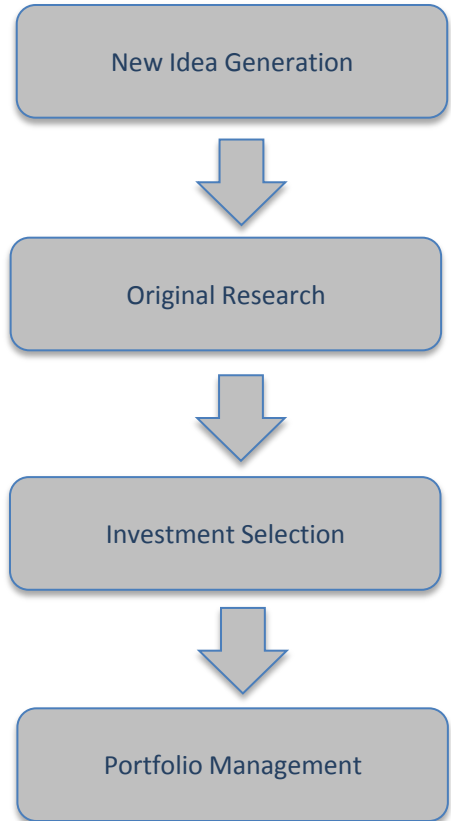 New Idea Generation
Original Research
Investment Selection
Portfolio Management